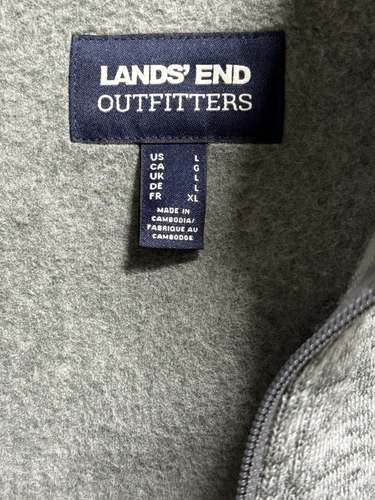 LANDS' END
OUTFITTERS
US L
CA G
UK L
DE L
FR XL
MADE IN
CAMBODIA/
FABRIQUE AU
CAMBODGE